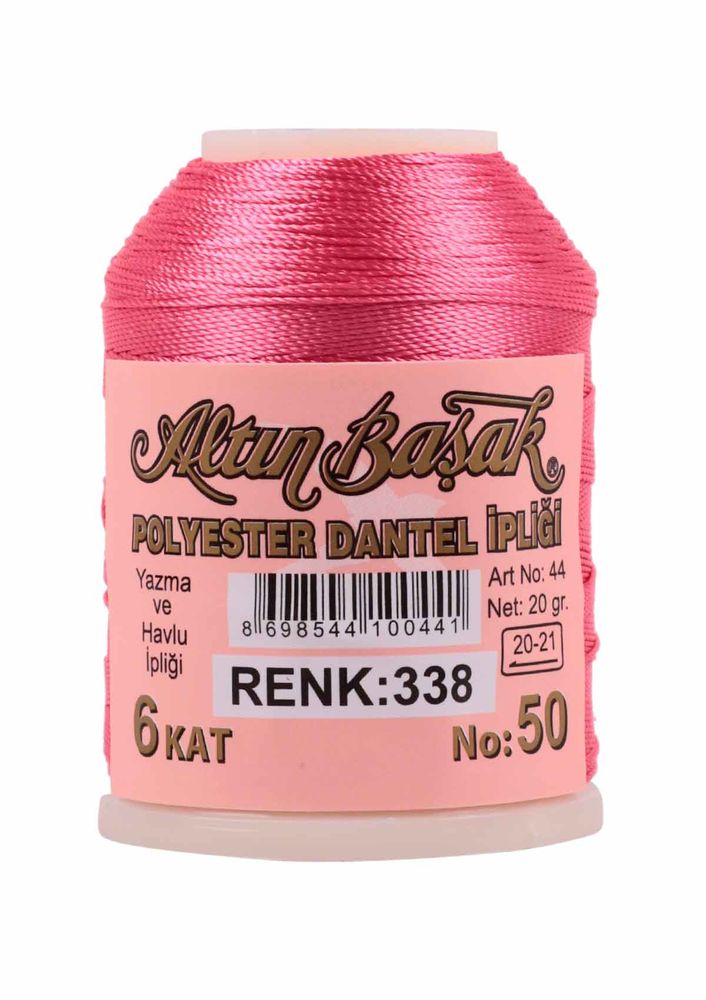 Altın Başak ®
POLYESTER DANTEL İPLİĞİ
Yazma
ve
Havlu
İpliği
8 698544 100441
Art No: 44
Net: 20 gr.
20-21
RENK:338
6 KAT
No: 50